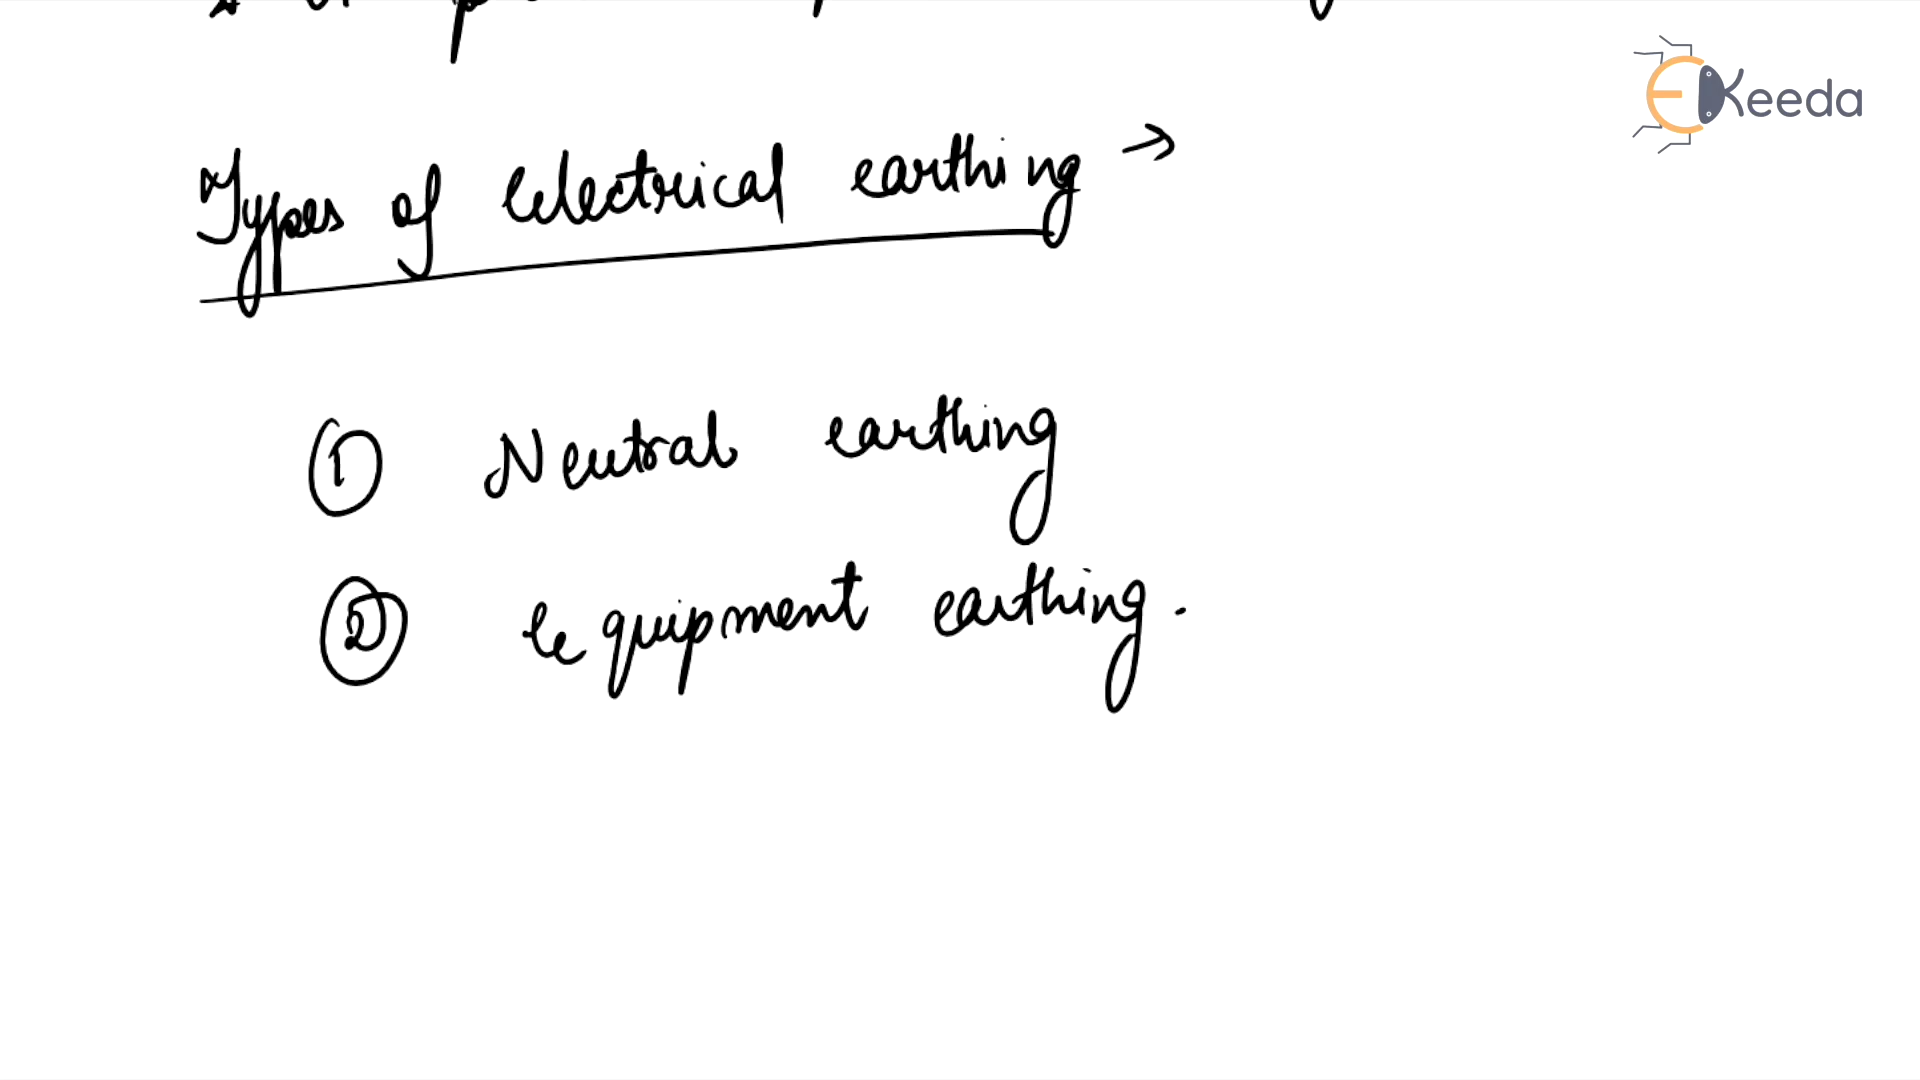 EKeeda
Types of Electrical earthing →
① Neutral earthing
② Equipment earthing.